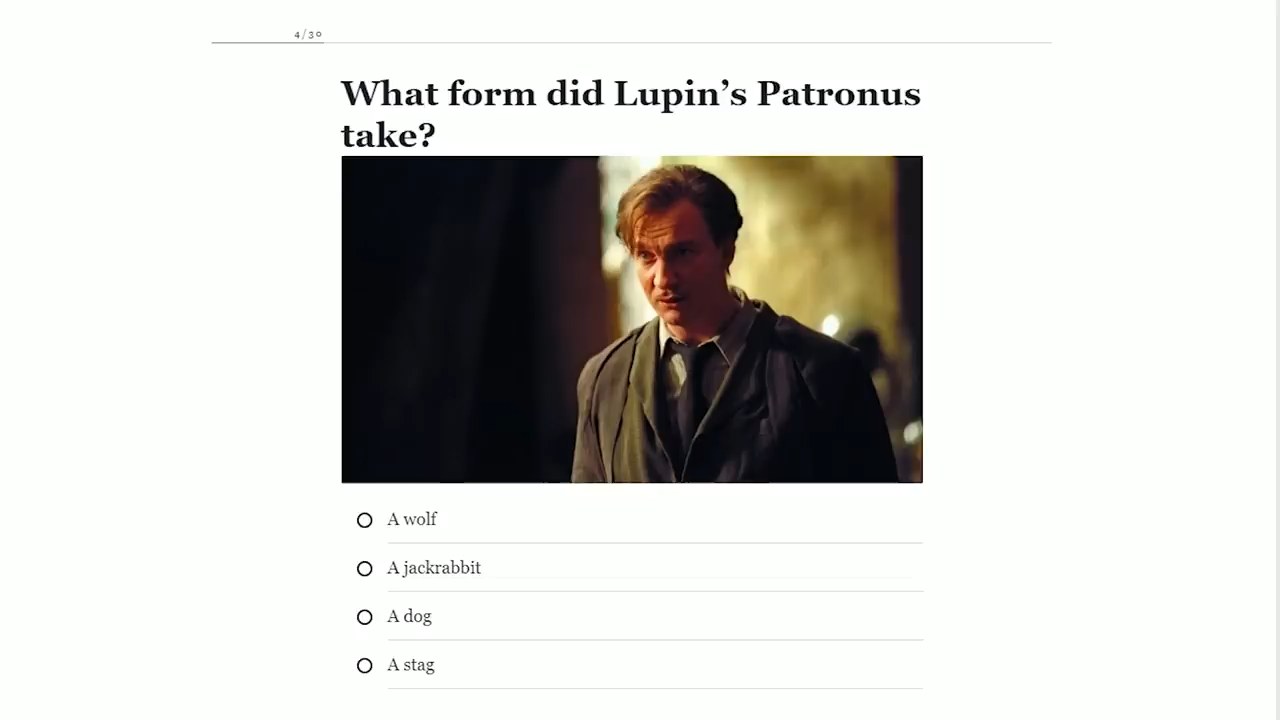 4/30
What form did Lupin’s Patronus
take?
A wolf
A jackrabbit
A dog
A stag